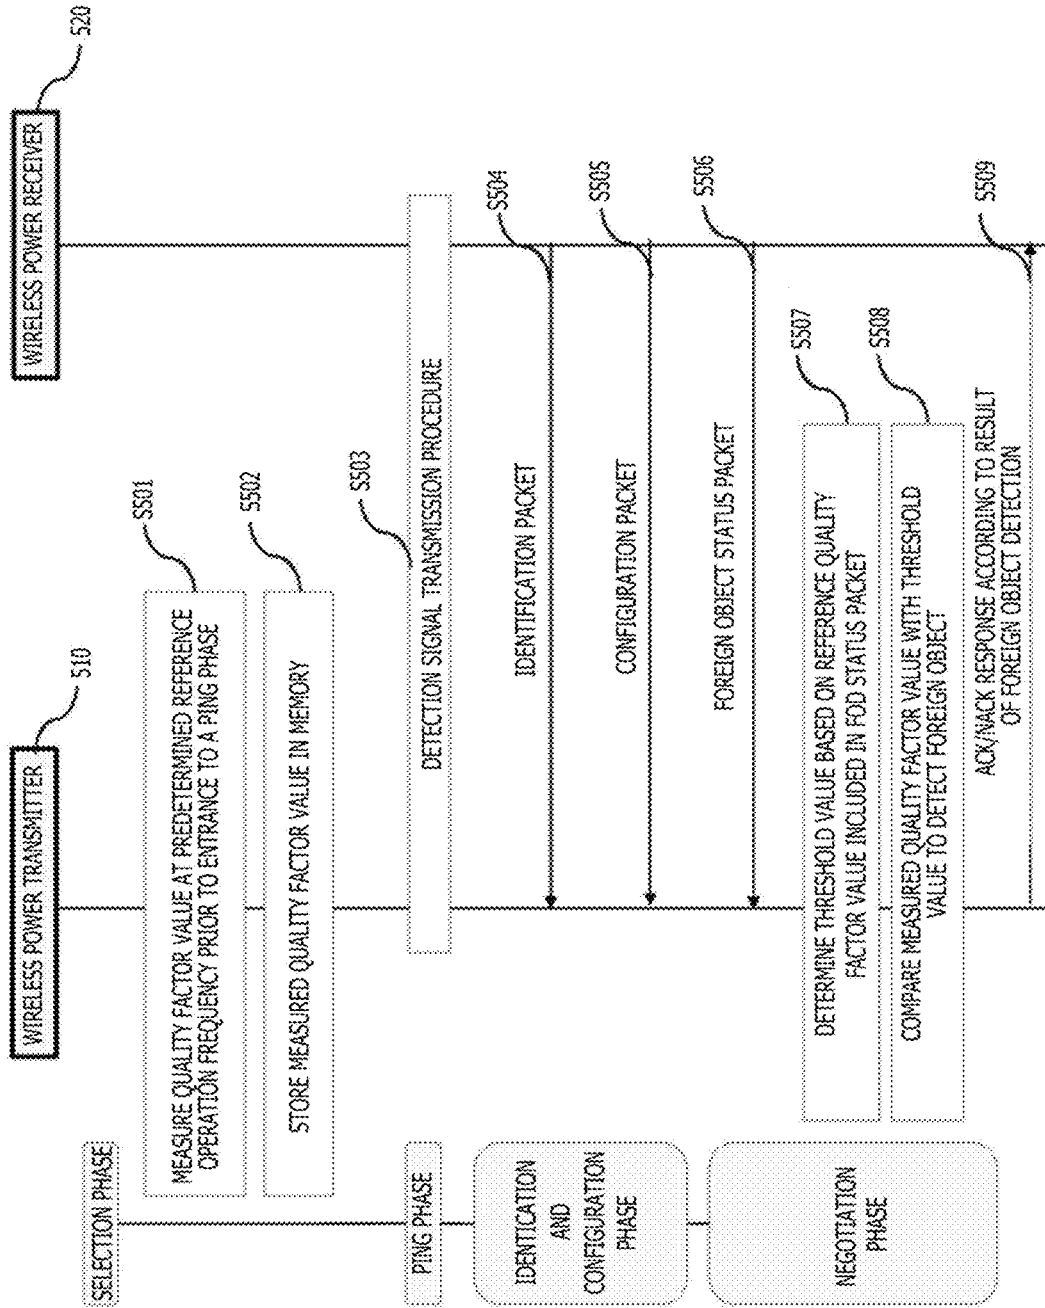 WIRELESS POWER TRANSMITTER
510
WIRELESS POWER RECEIVER
520
SELECTION PHASE
MEASURE QUALITY FACTOR VALUE AT PREDETERMINED REFERENCE
OPERATION FREQUENCY PRIOR TO ENTRANCE TO A PING PHASE
S501
STORE MEASURED QUALITY FACTOR VALUE IN MEMORY
S502
PING PHASE
DETECTION SIGNAL TRANSMISSION PROCEDURE
S503
IDENTICATION
AND
CONFIGURATION
PHASE
IDENTIFICATION PACKET
S504
CONFIGURATION PACKET
S505
NEGOTIATION
PHASE
FOREIGN OBJECT STATUS PACKET
S506
DETERMINE THRESHOLD VALUE BASED ON REFERENCE QUALITY
FACTOR VALUE INCLUDED IN FOD STATUS PACKET
S507
COMPARE MEASURED QUALITY FACTOR VALUE WITH THRESHOLD
VALUE TO DETECT FOREIGN OBJECT
S508
ACK/NACK RESPONSE ACCORDING TO RESULT
OF FOREIGN OBJECT DETECTION
S509